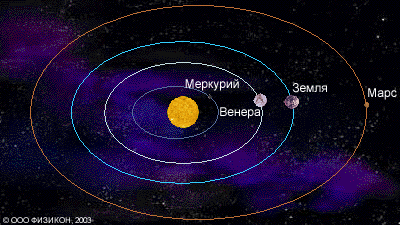 Меркурий
Земля
Марс
Венера
© ООО ФИЗИКОН, 2003